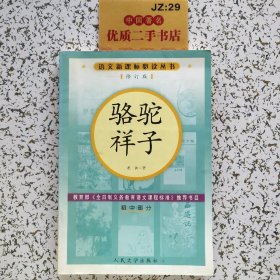 JZ:29
中国著名
优质二手书店
语文新课标必读丛书
【修订版】
骆驼
祥子
老舍 著
教育部《全日制义务教育语文课程标准》推荐书目
初中部分
人民文学出版社